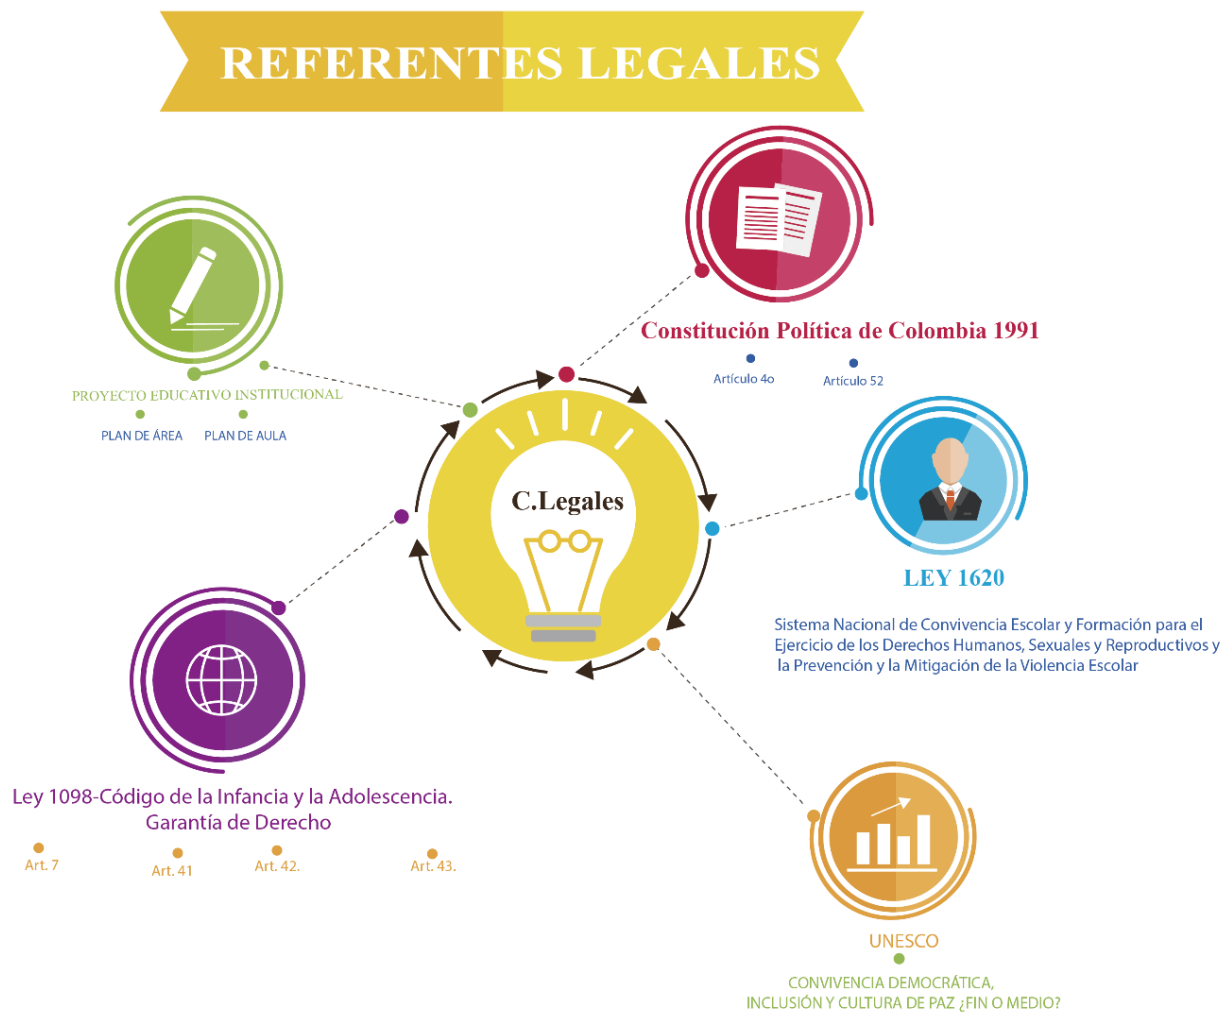 REFERENTES LEGALES
Constitución Política de Colombia 1991
Artículo 4o
Artículo 52
PROYECTO EDUCATIVO INSTITUCIONAL
PLAN DE ÁREA
PLAN DE AULA
C.Legales
LEY 1620
Sistema Nacional de Convivencia Escolar y Formación para el
Ejercicio de los Derechos Humanos, Sexuales y Reproductivos y
la Prevención y la Mitigación de la Violencia Escolar
Ley 1098-Código de la Infancia y la Adolescencia.
Garantía de Derecho
Art. 7
Art. 41
Art. 42.
Art. 43.
UNESCO
CONVIVENCIA DEMOCRÁTICA,
INCLUSIÓN Y CULTURA DE PAZ ¿FIN O MEDIO?